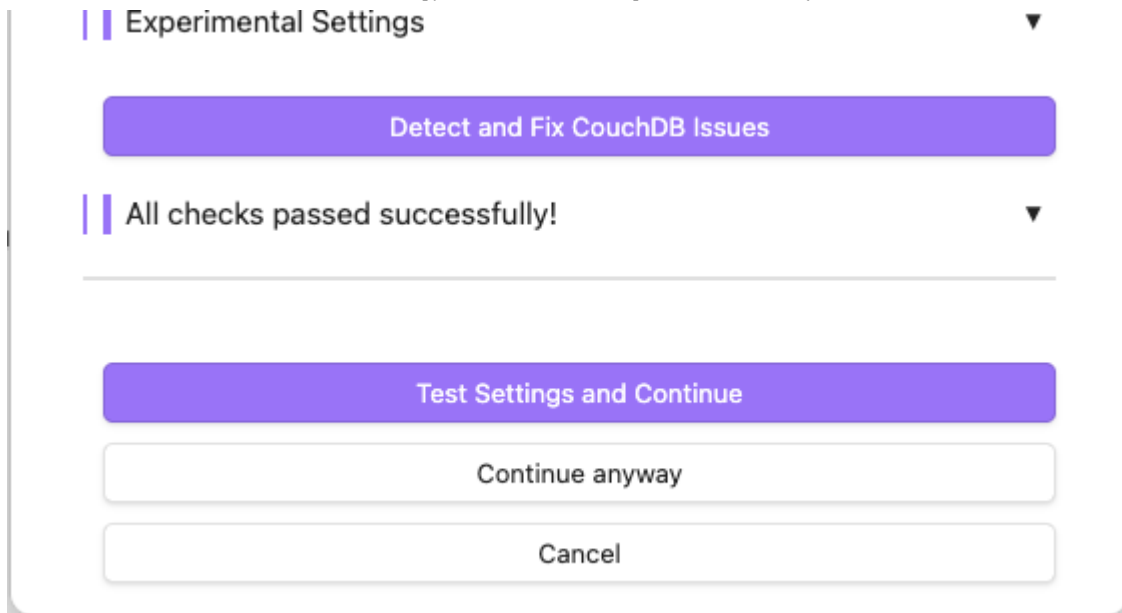 Experimental Settings
Detect and Fix CouchDB Issues
All checks passed successfully!
Test Settings and Continue
Continue anyway
Cancel